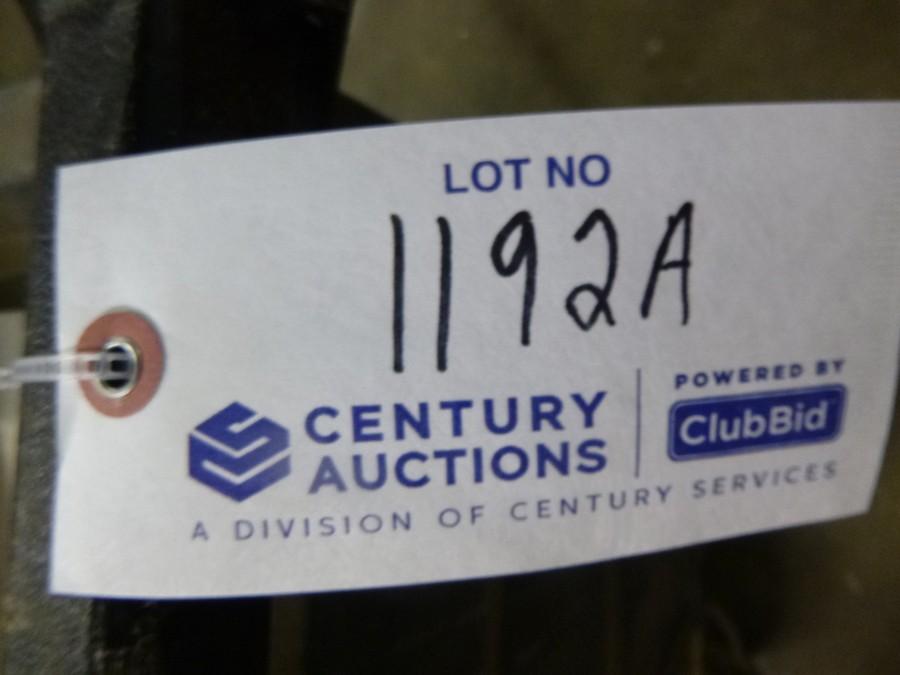 LOT NO
1192A
CENTURY
AUCTIONS
A DIVISION OF CENTURY SERVICES
POWERED BY
ClubBid